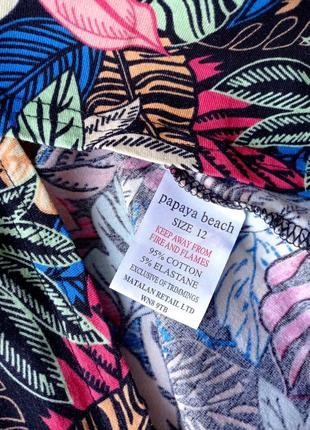 papaya beach
SIZE 12
KEEP AWAY FROM
FIRE AND FLAMES
95% COTTON
5% ELASTANE
EXCLUSIVE OF TRIMMINGS
MATALAN RETAIL LTD
WN8 9TB